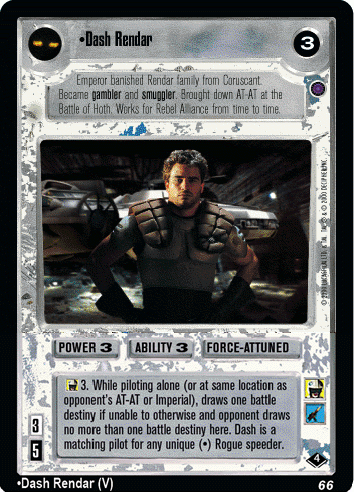 •Dash Rendar
3
Emperor banished Rendar family from Coruscant.
Became gambler and smuggler. Brought down AT-AT at the
Battle of Hoth. Works for Rebel Alliance from time to time.
POWER 3 ABILITY 3 FORCE-ATTUNED
3. While piloting alone (or at same location as
opponent's AT-AT or Imperial), draws one battle
destiny if unable to otherwise and opponent draws
no more than one battle destiny here. Dash is a
matching pilot for any unique (•) Rogue speeder.
3
5
4
•Dash Rendar (V) 66